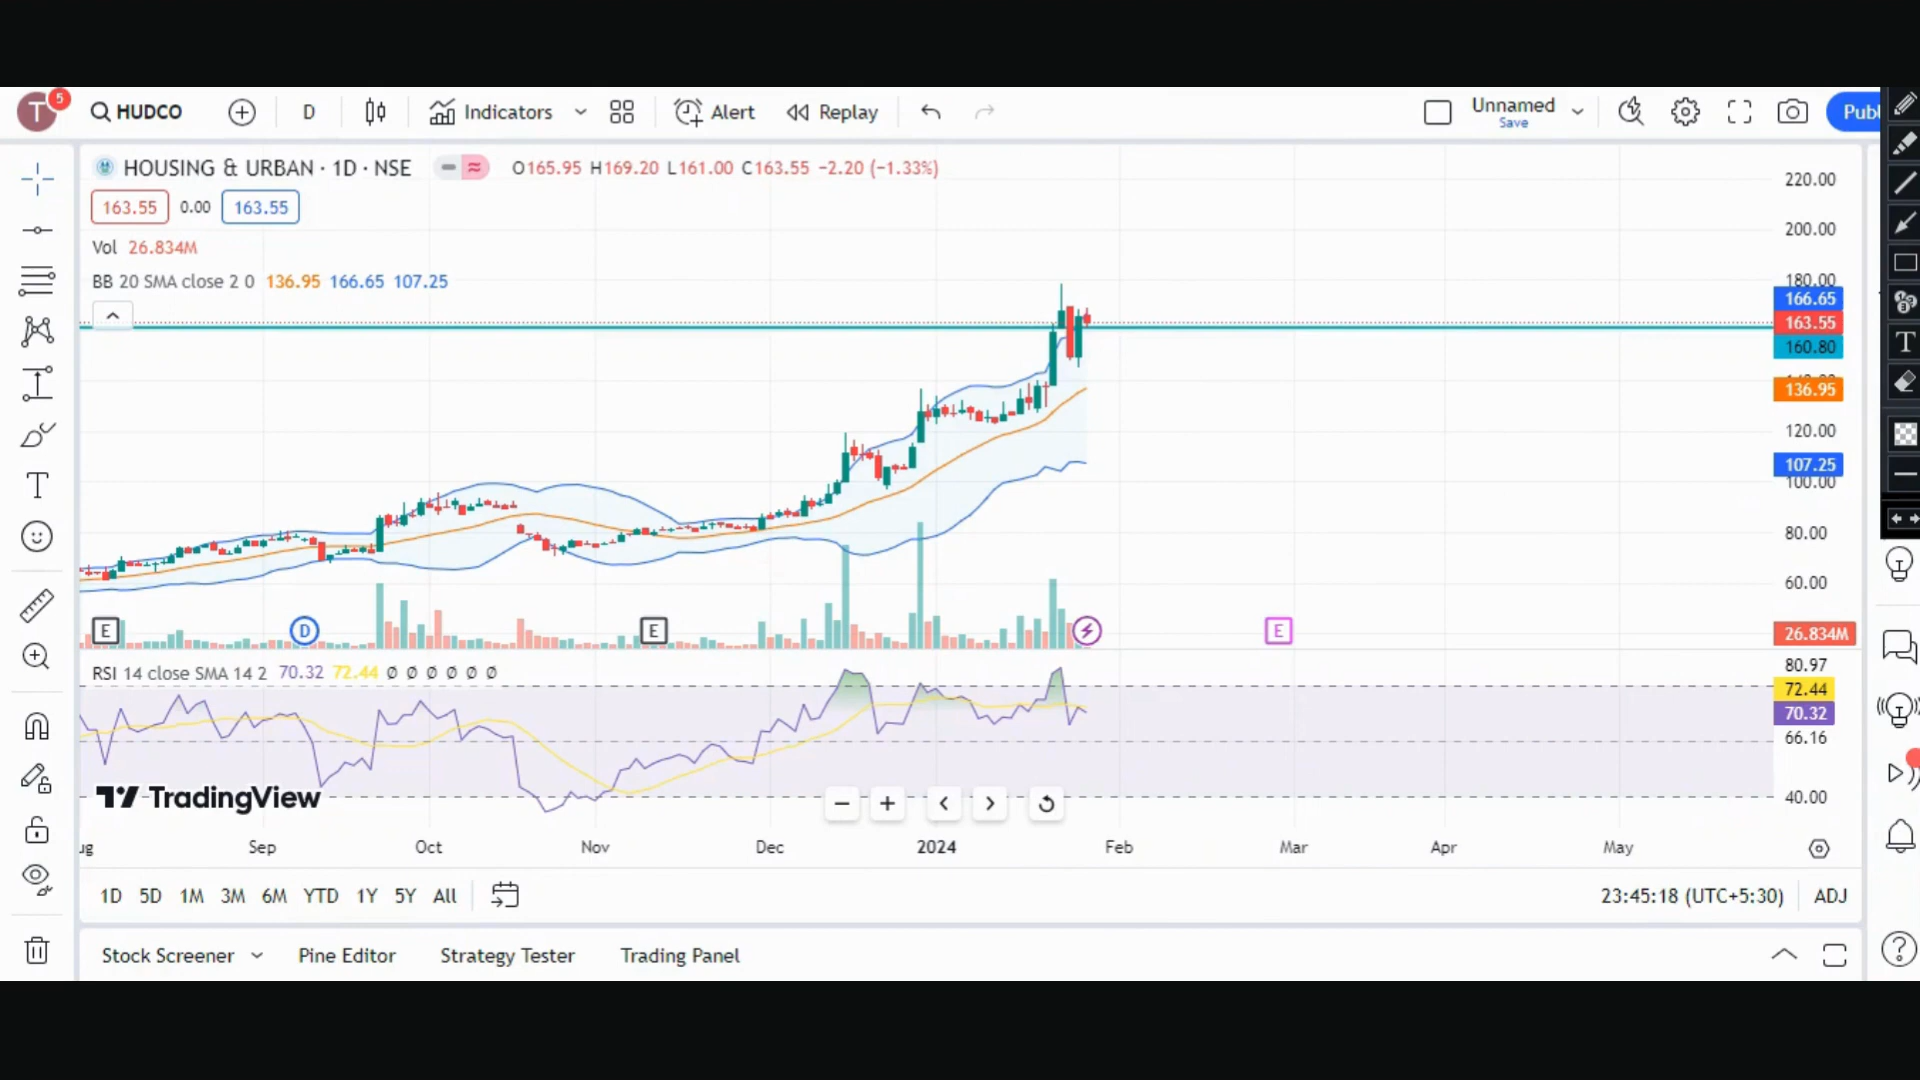 T 5 HUDCO D Indicators Alert Replay Unnamed Save Publ
HOUSING & URBAN · 1D · NSE O165.95 H169.20 L161.00 C163.55 −2.20 (−1.33%)
163.55 0.00 163.55
Vol 26.834M
BB 20 SMA close 2 0 136.95 166.65 107.25
220.00
200.00
180.00
166.65
163.55
160.80
136.95
120.00
107.25
100.00
80.00
60.00
E D E E
26.834M
RSI 14 close SMA 14 2 70.32 72.44 Ø Ø Ø Ø Ø Ø
80.97
72.44
70.32
66.16
40.00
TradingView
ug Sep Oct Nov Dec 2024 Feb Mar Apr May
1D 5D 1M 3M 6M YTD 1Y 5Y All 23:45:18 (UTC+5:30) ADJ
Stock Screener Pine Editor Strategy Tester Trading Panel